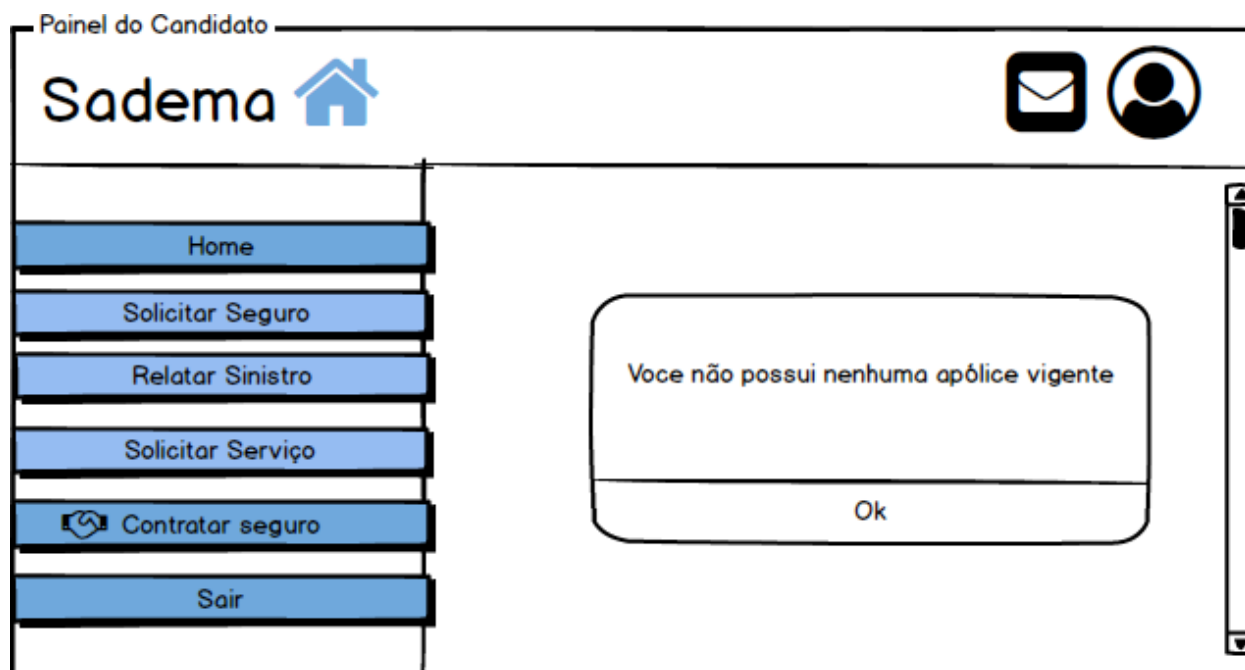 Painel do Candidato
Sadema
Home
Solicitar Seguro
Relatar Sinistro
Solicitar Serviço
Contratar seguro
Sair
Voce não possui nenhuma apólice vigente
Ok